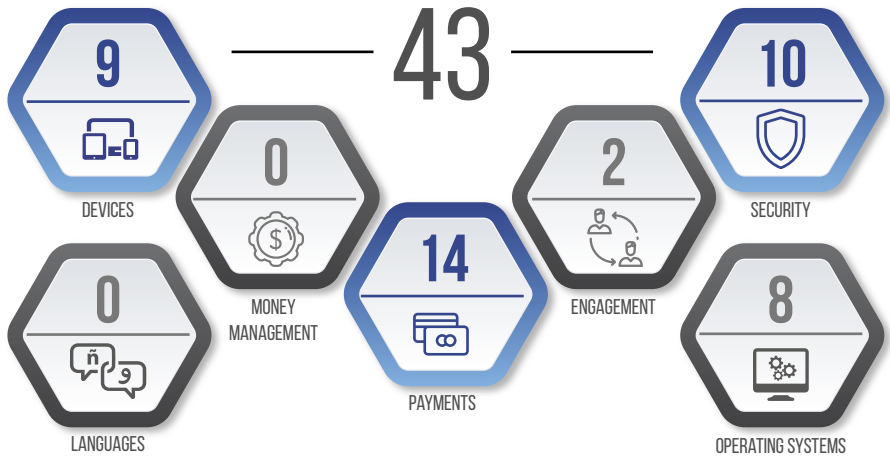 43
9
DEVICES
0
MONEY
MANAGEMENT
14
PAYMENTS
2
ENGAGEMENT
10
SECURITY
0
ñ
و
LANGUAGES
8
OPERATING SYSTEMS
$